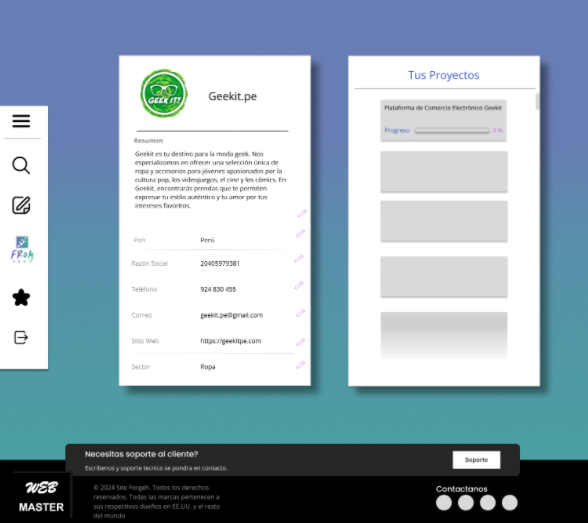 GEEK IT!
Geekit.pe
Resumen
Geekit es tu destino para la moda geek. Nos
especializamos en ofrecer una selección única de
ropa y accesorios para jóvenes apasionados por la
cultura pop, los videojuegos, el cine y los cómics. En
Geekit, encontrarás prendas que te permiten
expresar tu estilo auténtico y tu amor por tus
intereses favoritos.
País Perú
Razón Social 20405979381
Teléfono 924 830 455
Correo geekit.pe@gmail.com
Sitio Web https://geekitpe.com
Sector Ropa
Tus Proyectos
Plataforma de Comercio Electrónico Geekit
Progreso 0 %
FROM
Necesitas soporte al cliente?
Escribenos y soporte tecnico se pondra en contacto.
Soporte
WEB
MASTER
© 2024 Site Forgeh. Todos los derechos
reservados. Todas las marcas pertenecen a
sus respectivos dueños en EE.UU. y el resto
del mundo
Contactanos